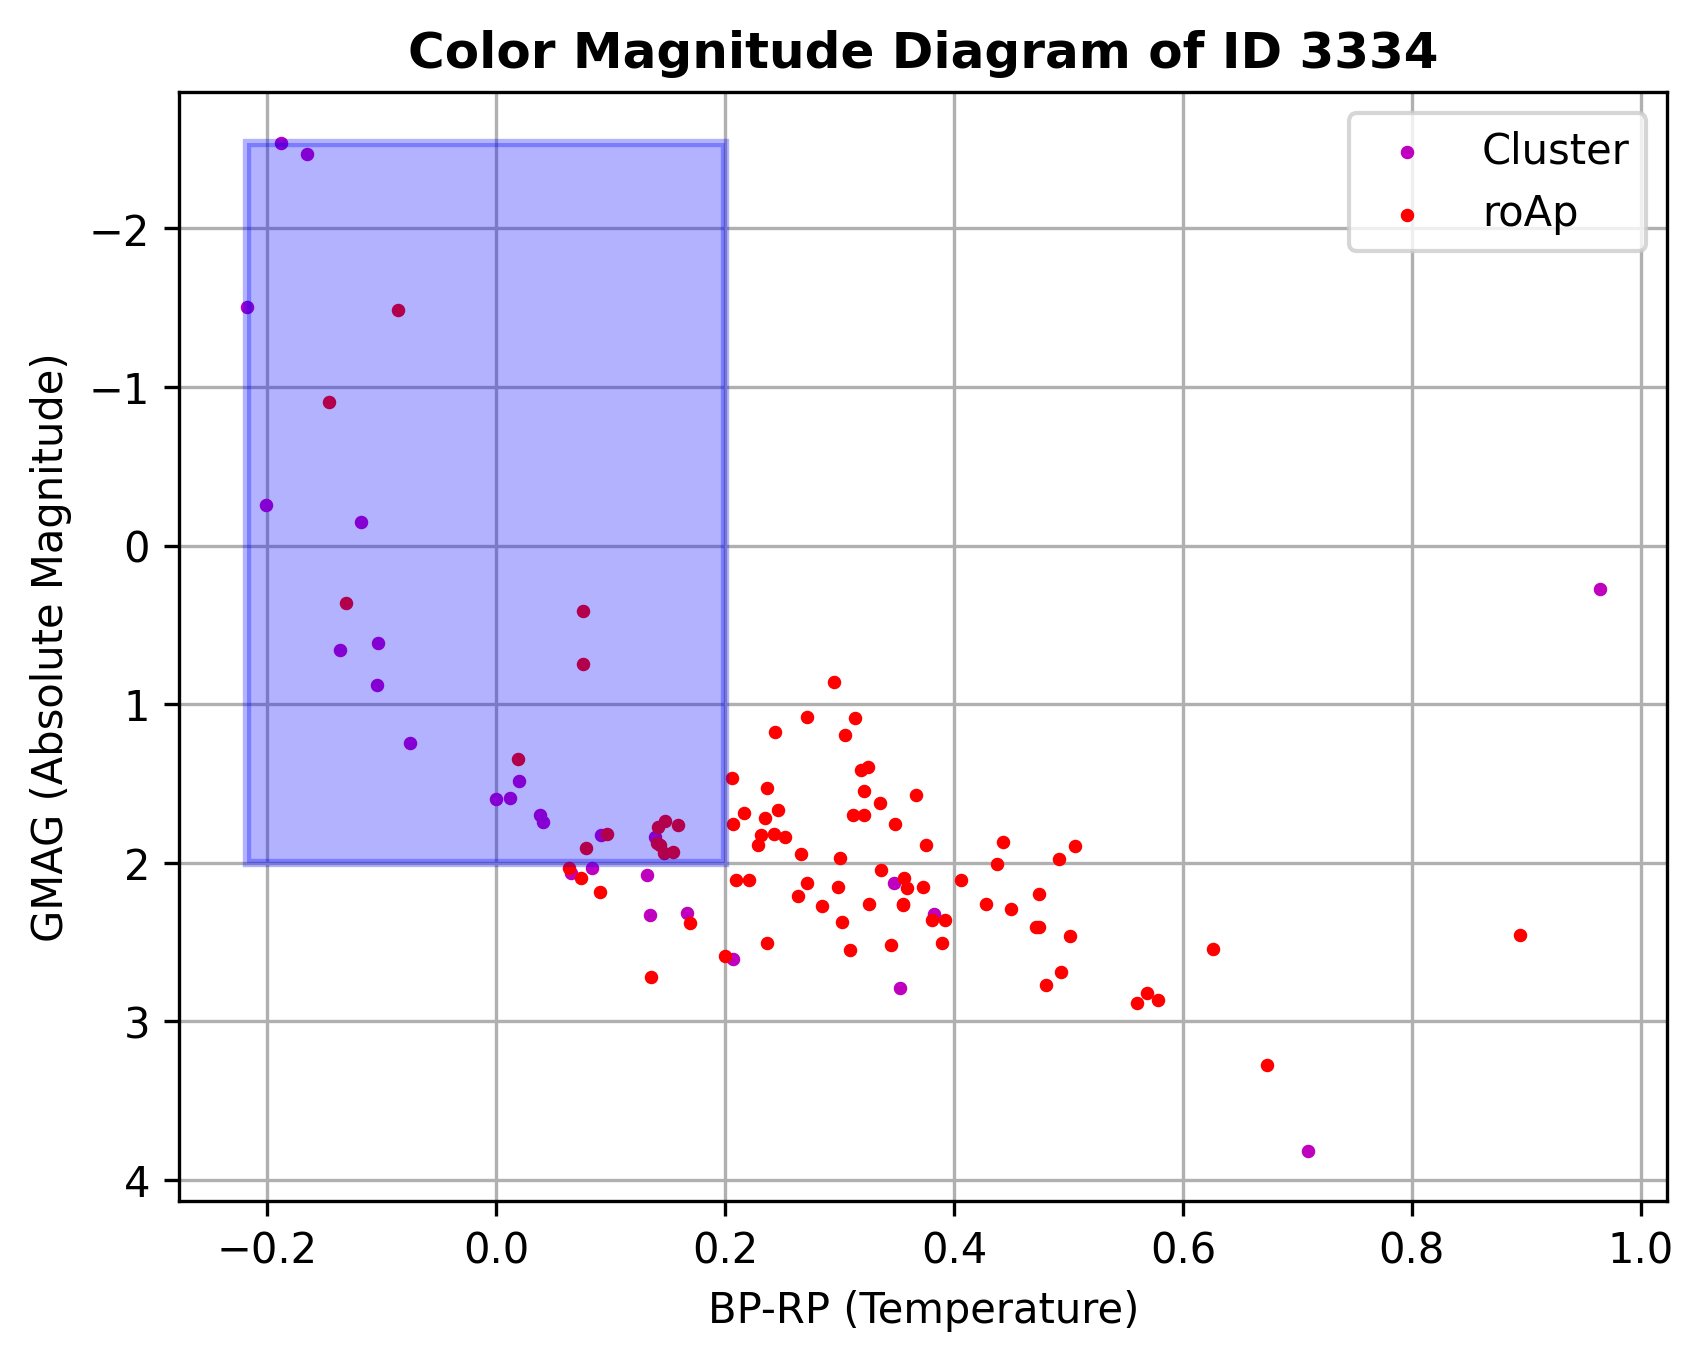 Color Magnitude Diagram of ID 3334
Cluster
roAp
GMAG (Absolute Magnitude)
−2
−1
0
1
2
3
4
−0.2 0.0 0.2 0.4 0.6 0.8 1.0
BP-RP (Temperature)